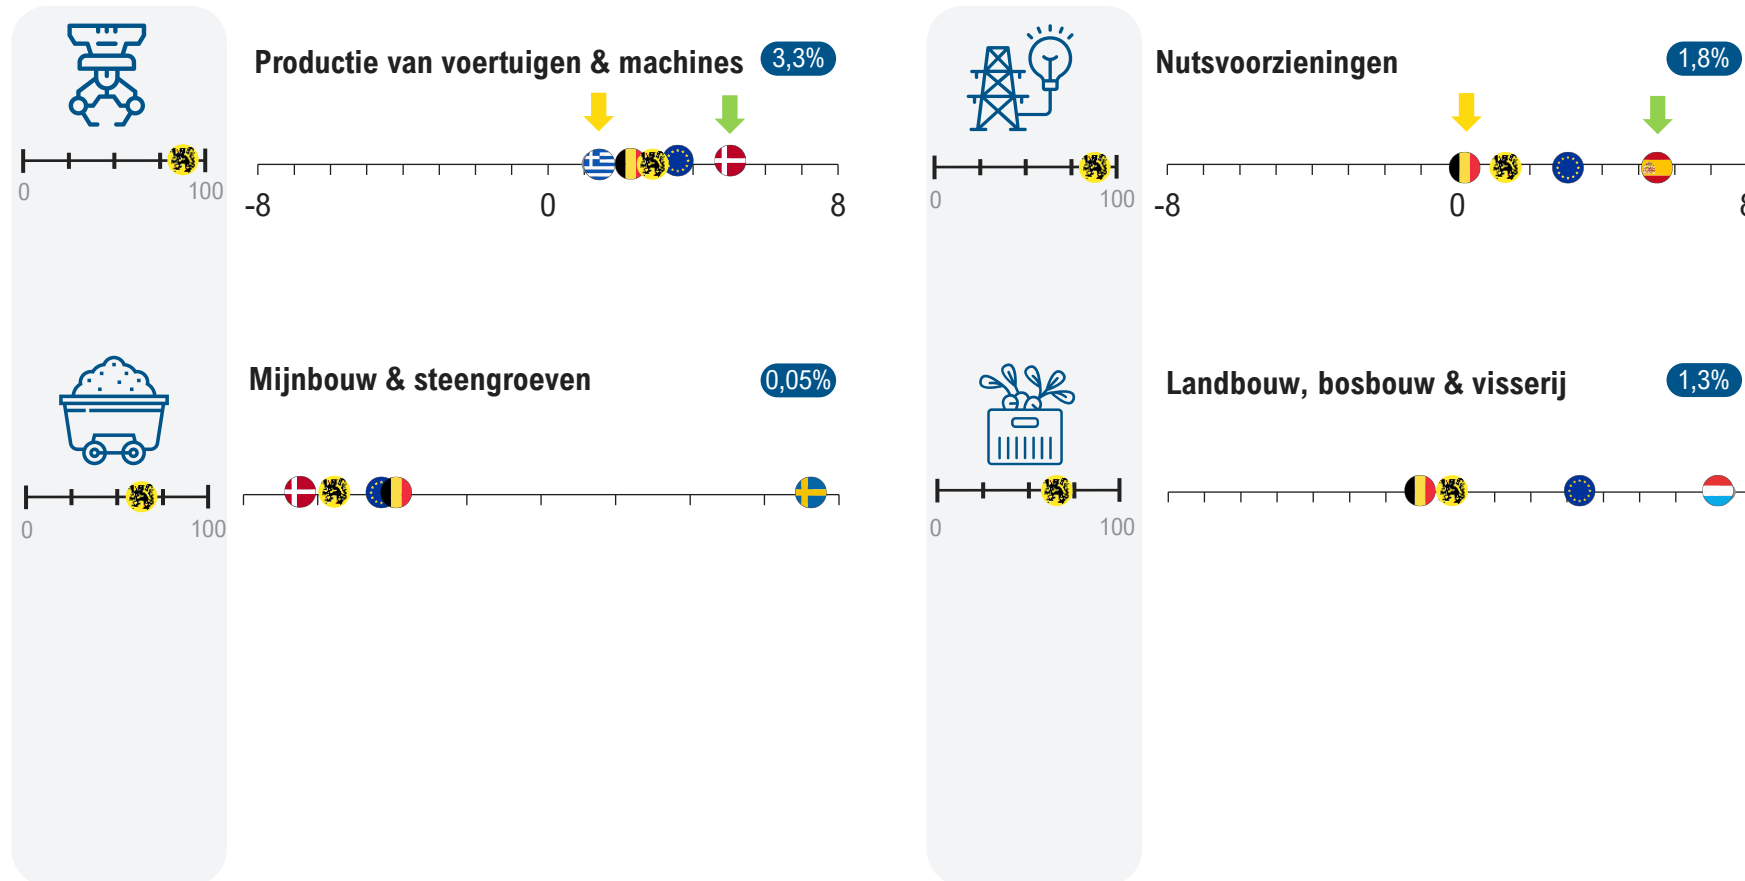 Productie van voertuigen & machines 3,3%
0 100
-8 0 8
Nutsvoorzieningen 1,8%
0 100
-8 0 8
Mijnbouw & steengroeven 0,05%
0 100
Landbouw, bosbouw & visserij 1,3%
0 100